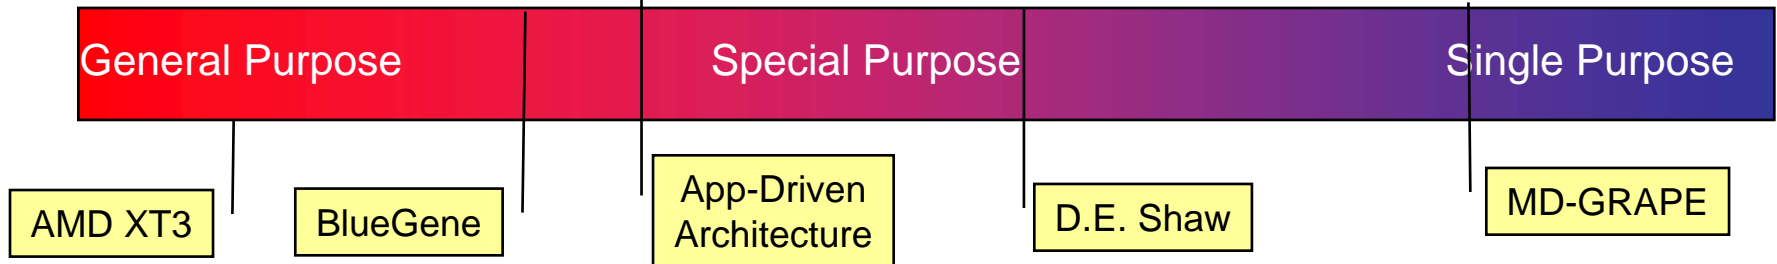 General Purpose
Special Purpose
Single Purpose
AMD XT3
BlueGene
App-Driven
Architecture
D.E. Shaw
MD-GRAPE